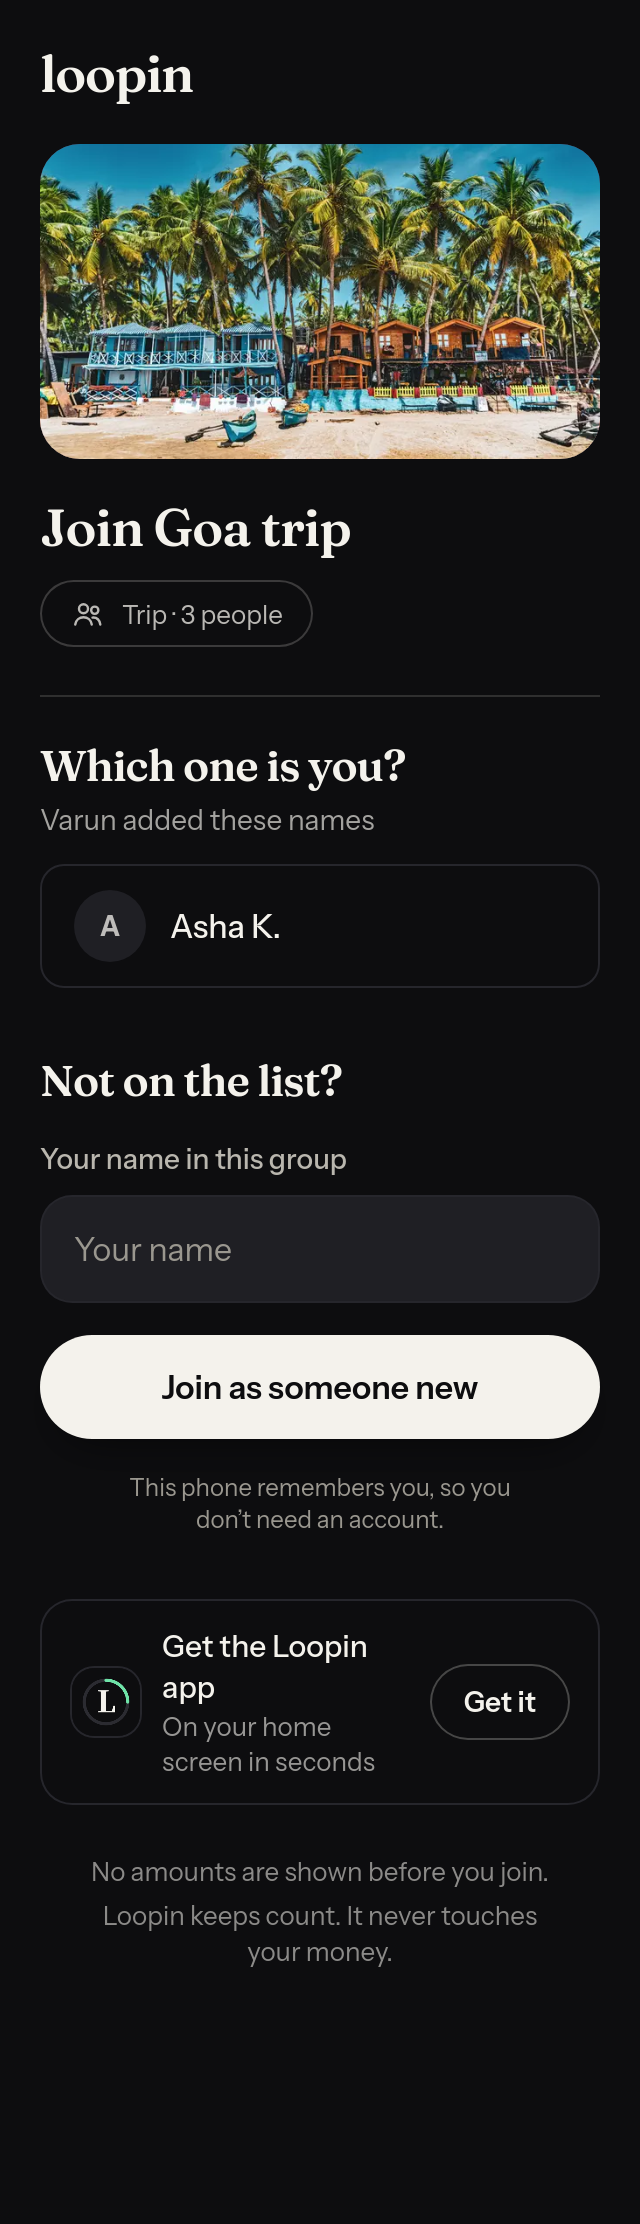 loopin
Join Goa trip
Trip · 3 people
Which one is you?
Varun added these names
A
Asha K.
Not on the list?
Your name in this group
Your name
Join as someone new
This phone remembers you, so you
don’t need an account.
L
Get the Loopin
app
On your home
screen in seconds
Get it
No amounts are shown before you join.
Loopin keeps count. It never touches
your money.